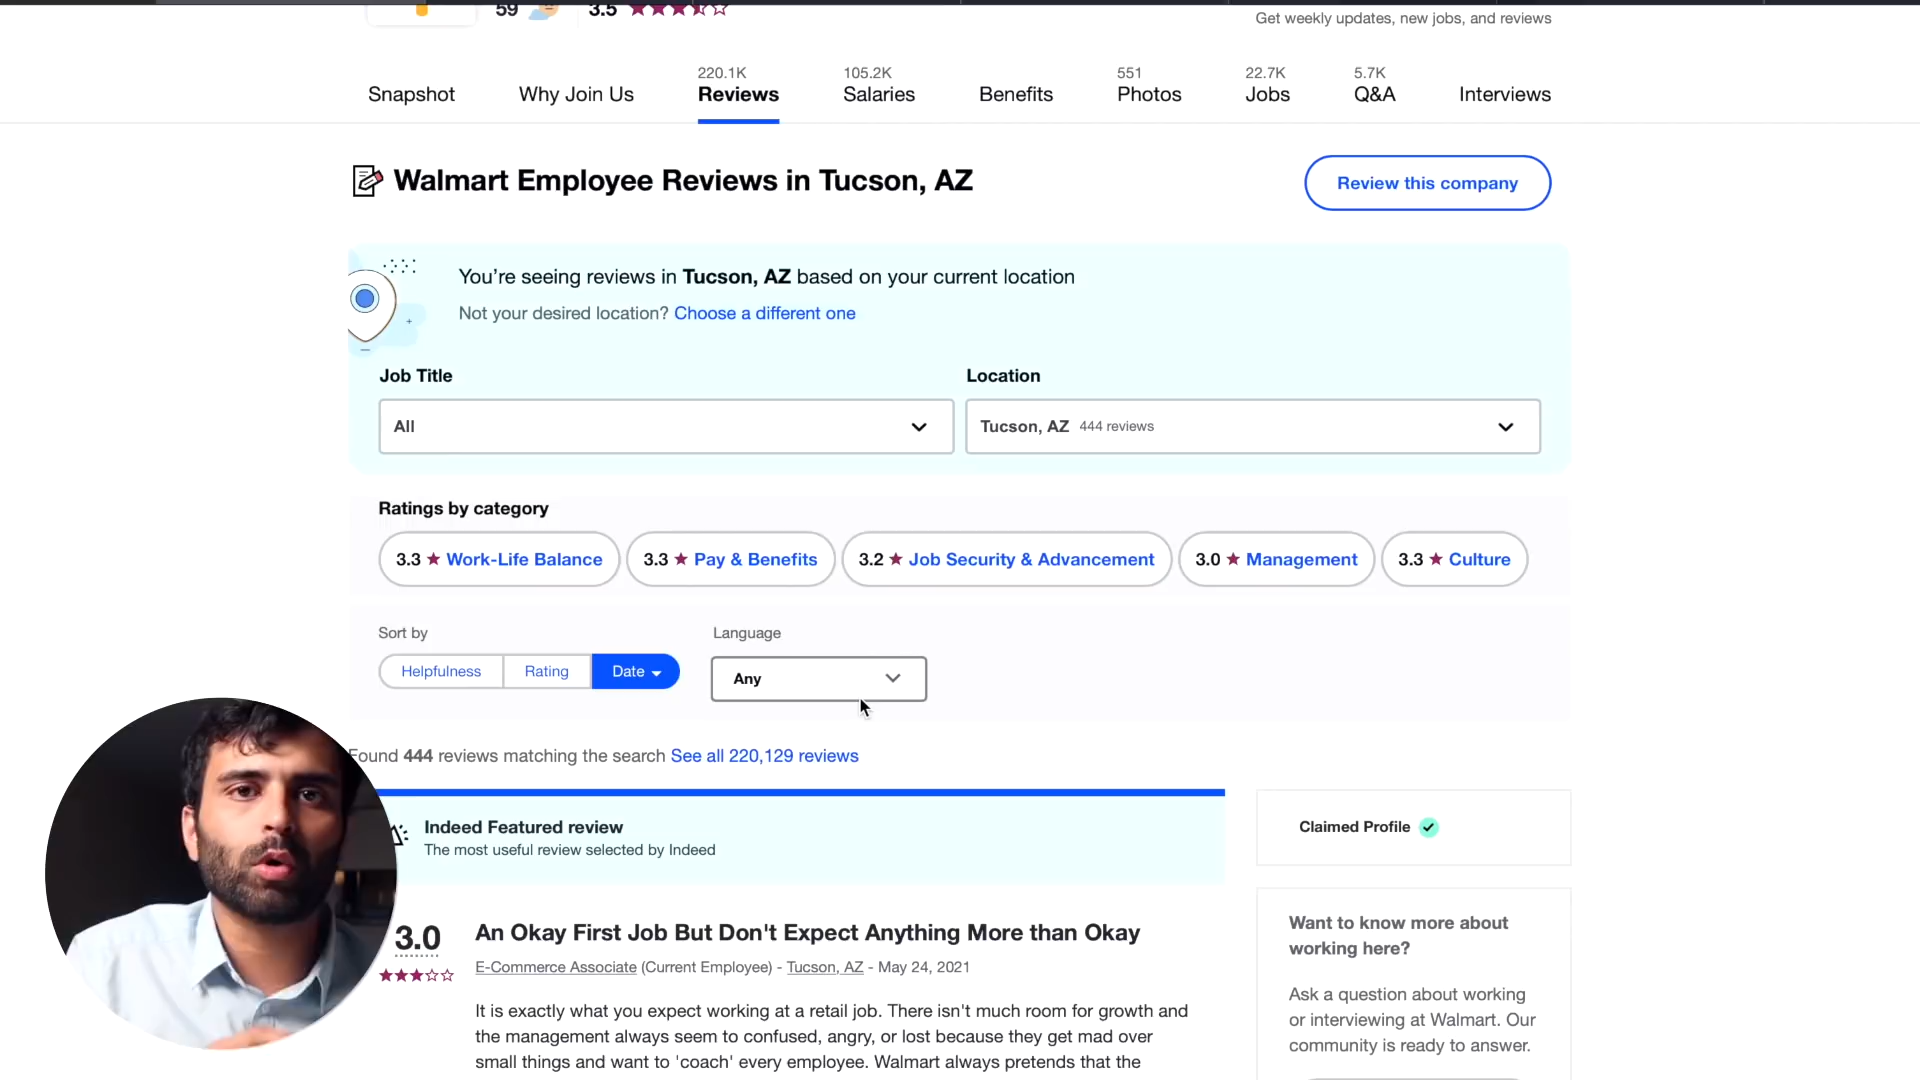 59
3.5
Get weekly updates, new jobs, and reviews
Snapshot
Why Join Us
220.1K
Reviews
105.2K
Salaries
Benefits
551
Photos
22.7K
Jobs
5.7K
Q&A
Interviews
Walmart Employee Reviews in Tucson, AZ
Review this company
You're seeing reviews in Tucson, AZ based on your current location
Not your desired location? Choose a different one
Job Title
All
Location
Tucson, AZ 444 reviews
Ratings by category
3.3 ★ Work-Life Balance
3.3 ★ Pay & Benefits
3.2 ★ Job Security & Advancement
3.0 ★ Management
3.3 ★ Culture
Sort by
Helpfulness
Rating
Date
Language
Any
Found 444 reviews matching the search See all 220,129 reviews
Indeed Featured review
The most useful review selected by Indeed
3.0
An Okay First Job But Don't Expect Anything More than Okay
E-Commerce Associate (Current Employee) - Tucson, AZ - May 24, 2021
It is exactly what you expect working at a retail job. There isn't much room for growth and
the management always seem to confused, angry, or lost because they get mad over
small things and want to 'coach' every employee. Walmart always pretends that the
Claimed Profile
Want to know more about
working here?
Ask a question about working
or interviewing at Walmart. Our
community is ready to answer.